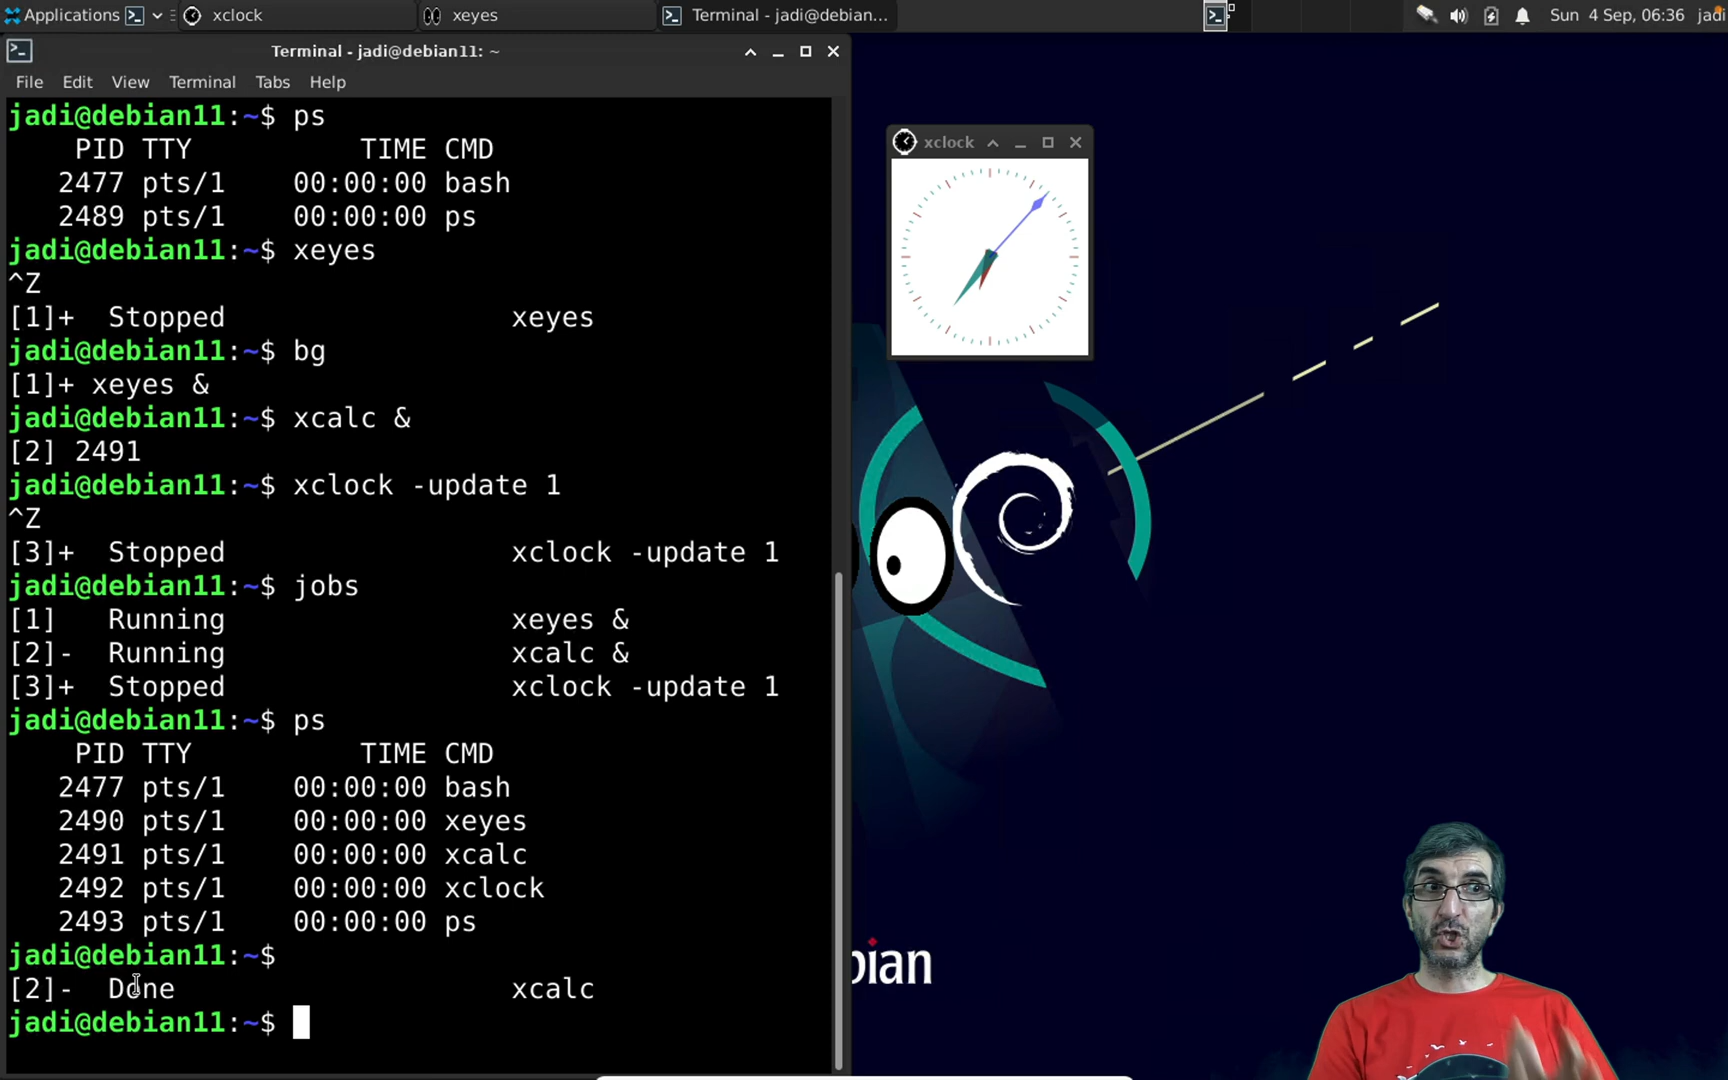 Applications
xclock
xeyes
Terminal - jadi@debian...
Sun 4 Sep, 06:36
jadi
Terminal - jadi@debian11: ~
File Edit View Terminal Tabs Help
jadi@debian11:~$ ps
PID TTY TIME CMD
2477 pts/1 00:00:00 bash
2489 pts/1 00:00:00 ps
jadi@debian11:~$ xeyes
^Z
[1]+ Stopped xeyes
jadi@debian11:~$ bg
[1]+ xeyes &
jadi@debian11:~$ xcalc &
[2] 2491
jadi@debian11:~$ xclock -update 1
^Z
[3]+ Stopped xclock -update 1
jadi@debian11:~$ jobs
[1] Running xeyes &
[2]- Running xcalc &
[3]+ Stopped xclock -update 1
jadi@debian11:~$ ps
PID TTY TIME CMD
2477 pts/1 00:00:00 bash
2490 pts/1 00:00:00 xeyes
2491 pts/1 00:00:00 xcalc
2492 pts/1 00:00:00 xclock
2493 pts/1 00:00:00 ps
jadi@debian11:~$
[2]- Done xcalc
jadi@debian11:~$
xclock
bian